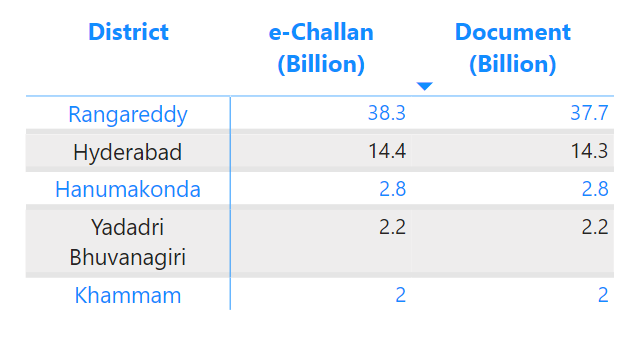 District e-Challan Document
(Billion) (Billion)
Rangareddy 38.3 37.7
Hyderabad 14.4 14.3
Hanumakonda 2.8 2.8
Yadadri 2.2 2.2
Bhuvanagiri
Khammam 2 2